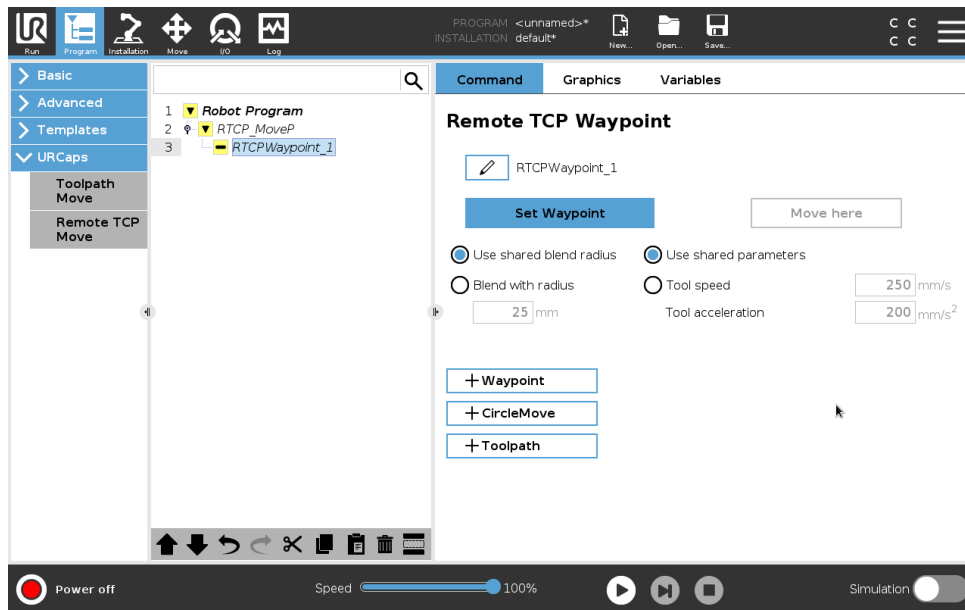 UR
PROGRAM <unnamed>*
INSTALLATION default*
Run Program Installation Move I/O Log New... Open... Save...
C C
C C
Basic
Advanced
Templates
URCaps
Toolpath
Move
Remote TCP
Move
1 Robot Program
2 RTCP_MoveP
3 RTCPWaypoint_1
Command Graphics Variables
Remote TCP Waypoint
RTCPWaypoint_1
Set Waypoint Move here
Use shared blend radius Use shared parameters
Blend with radius Tool speed 250 mm/s
25 mm Tool acceleration 200 mm/s²
+Waypoint
+CircleMove
+Toolpath
Power off Speed 100% Simulation